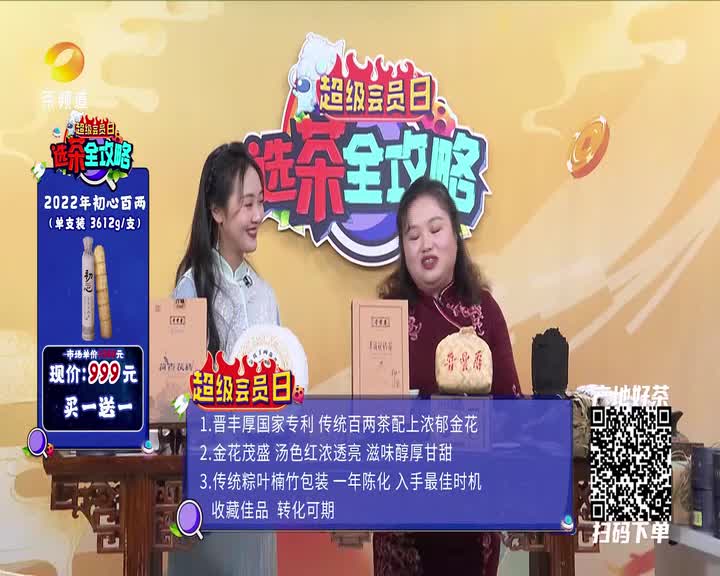 茶频道
超级会员日
选茶全攻略
超级会员日
选茶全攻略
2022年初心百两
（单支装 3612g/支）
初心
现价:999元
买一送一
晋丰厚
超级会员日
1.晋丰厚国家专利 传统百两茶配上浓郁金花
2.金花茂盛 汤色红浓透亮 滋味醇厚甘甜
3.传统粽叶楠竹包装 一年陈化 入手最佳时机
收藏佳品 转化可期
产地好茶
扫码下单